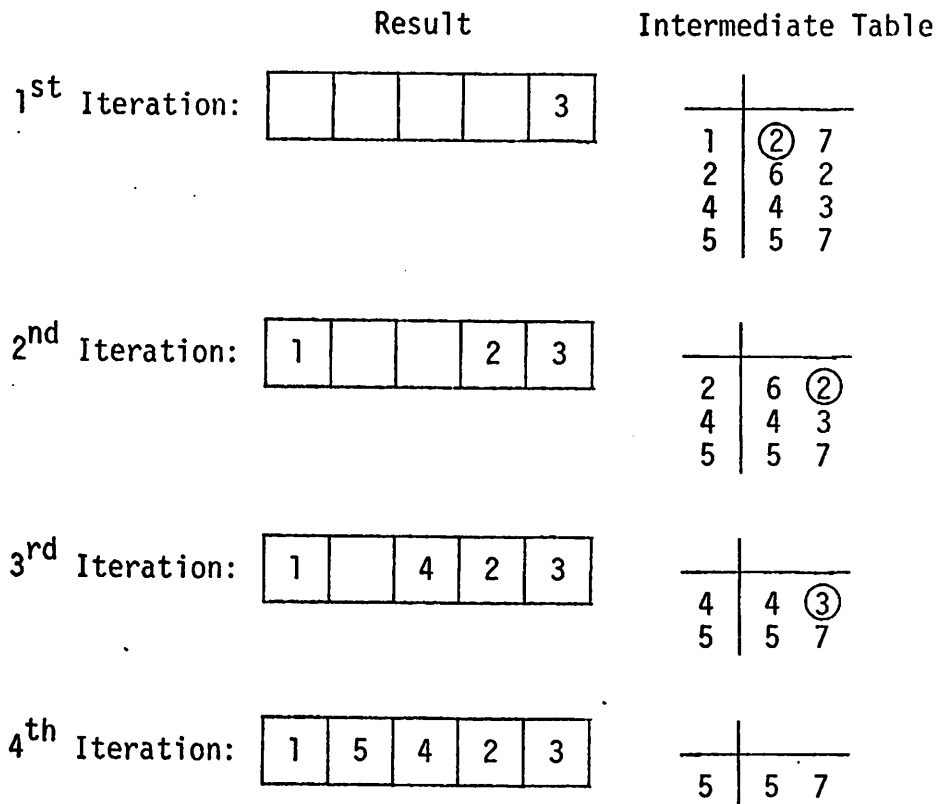 Result Intermediate Table
1st Iteration: 3
1 2 7
2 6 2
4 4 3
5 5 7
2nd Iteration: 1 2 3
2 6 2
4 4 3
5 5 7
3rd Iteration: 1 4 2 3
4 4 3
5 5 7
4th Iteration: 1 5 4 2 3
5 5 7